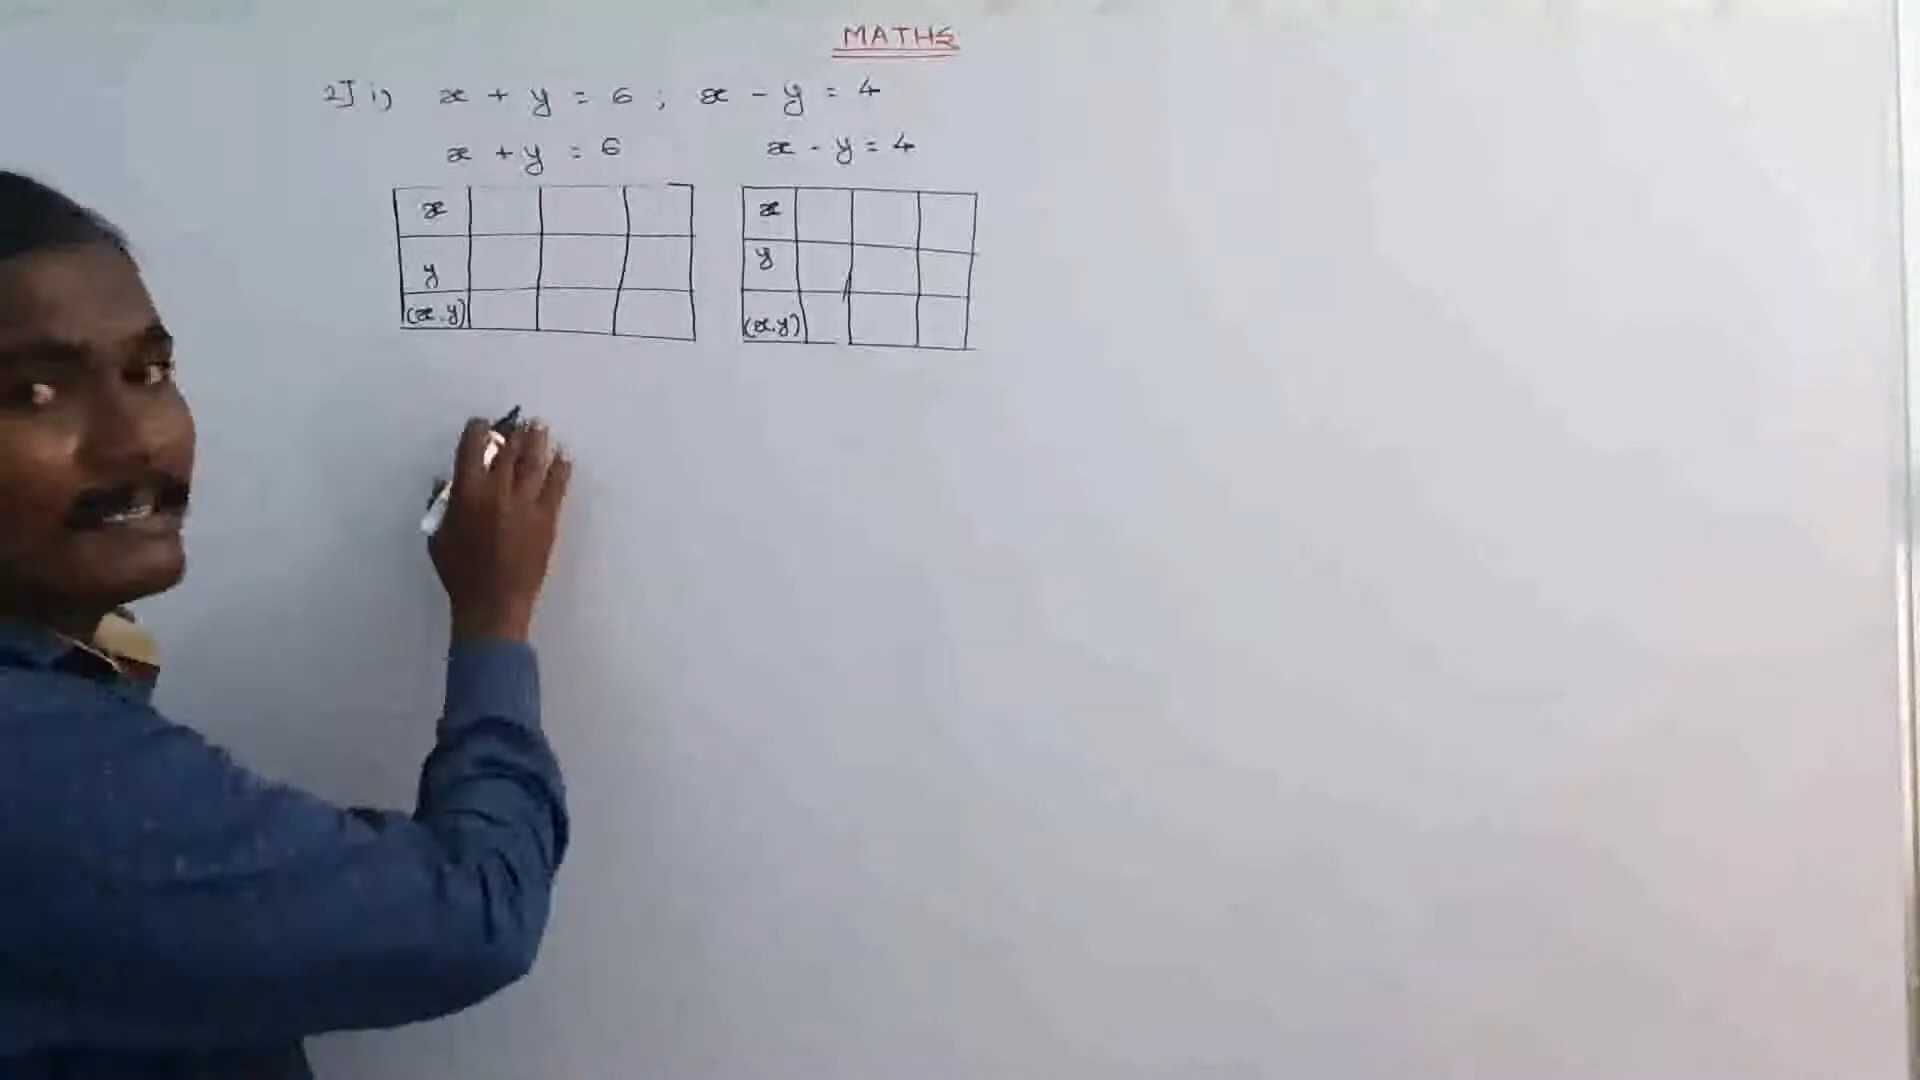 MATHS
2] i) x + y = 6 ; x - y = 4
x + y = 6 x - y = 4
x x
y y
(x.y) (x.y)